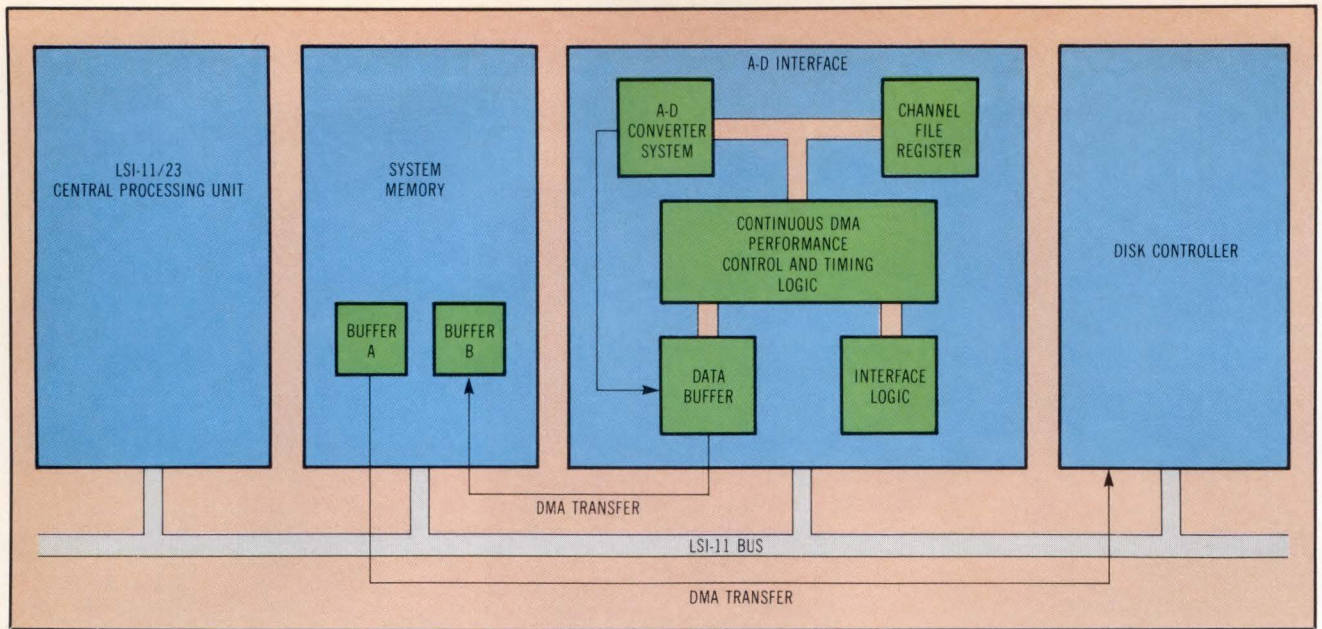 LSI-11/23
CENTRAL PROCESSING UNIT
SYSTEM
MEMORY
BUFFER
A
BUFFER
B
A-D INTERFACE
A-D
CONVERTER
SYSTEM
CHANNEL
FILE
REGISTER
CONTINUOUS DMA
PERFORMANCE
CONTROL AND TIMING
LOGIC
DATA
BUFFER
INTERFACE
LOGIC
DISK CONTROLLER
DMA TRANSFER
LSI-11 BUS
DMA TRANSFER